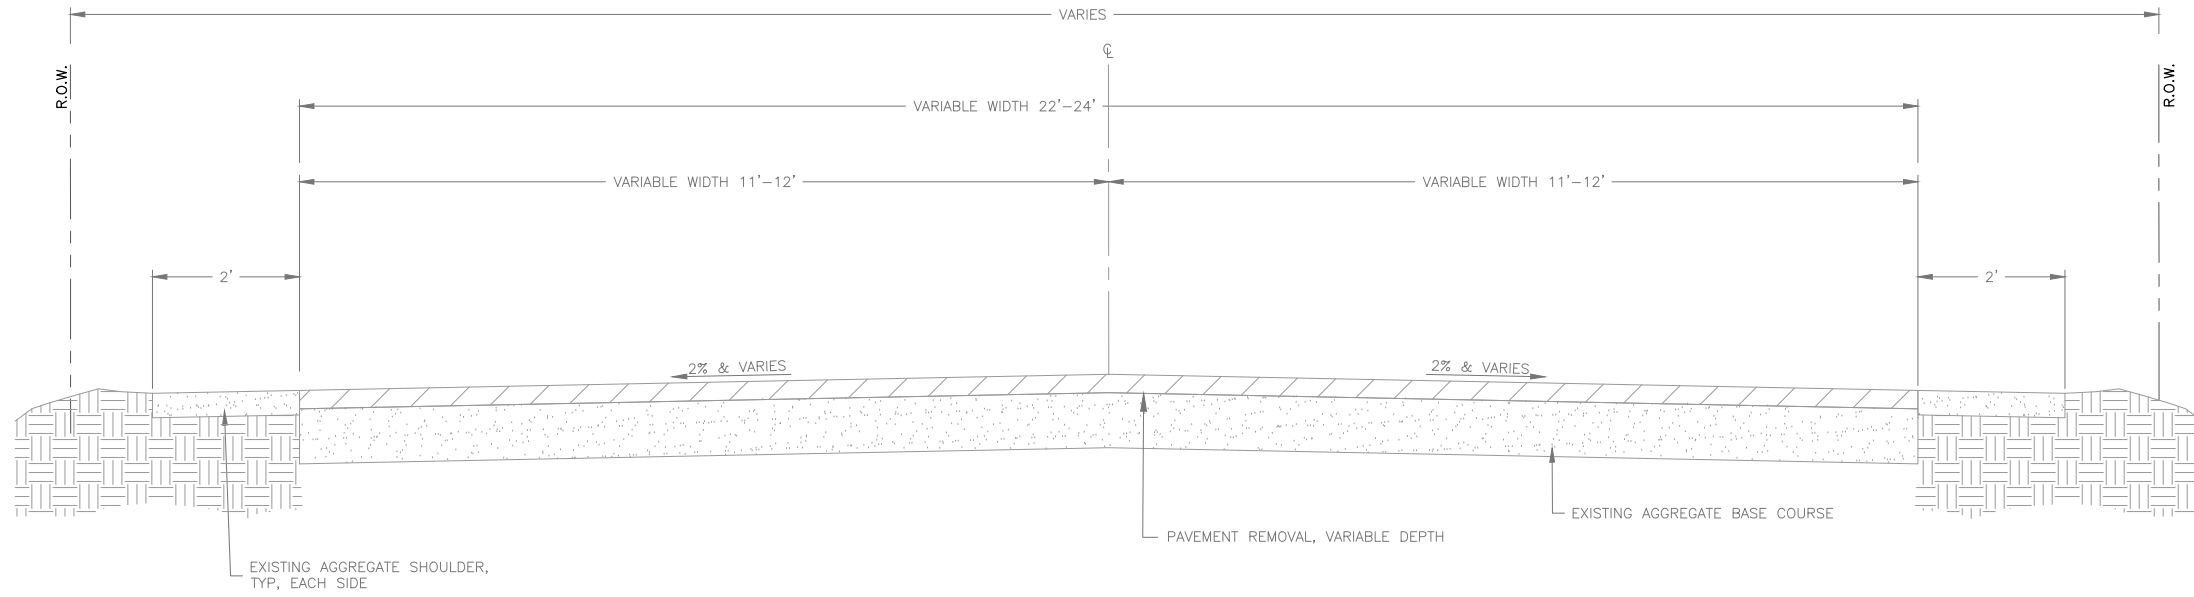 VARIES
℄
R.O.W.
R.O.W.
VARIABLE WIDTH 22'-24'
VARIABLE WIDTH 11'-12'
VARIABLE WIDTH 11'-12'
2'
2'
2% & VARIES
2% & VARIES
EXISTING AGGREGATE BASE COURSE
PAVEMENT REMOVAL, VARIABLE DEPTH
EXISTING AGGREGATE SHOULDER,
TYP, EACH SIDE